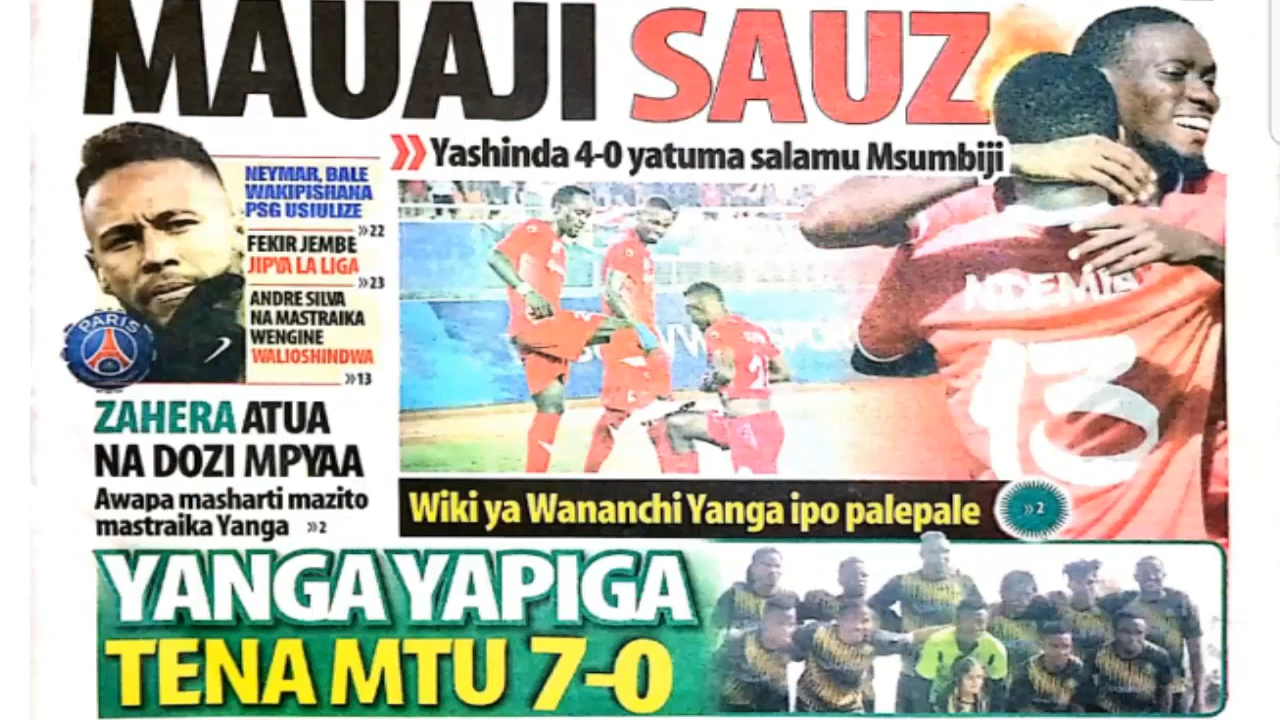 MAUAJI SAUZ
» Yashinda 4-0 yatuma salamu Msumbiji
NEYMAR, BALE
WAKIPISHANA
PSG USIULIZE
»22
FEKIR JEMBE
JIPYA LA LIGA
»23
ANDRE SILVA
NA MASTRAIKA
WENGINE
WALIOSHINDWA
»13
PARIS
ZAHERA ATUA
NA DOZI MPYAA
Awapa masharti mazito
mastraika Yanga »2
13
Wiki ya Wananchi Yanga ipo palepale »2
YANGA YAPIGA
TENA MTU 7-0